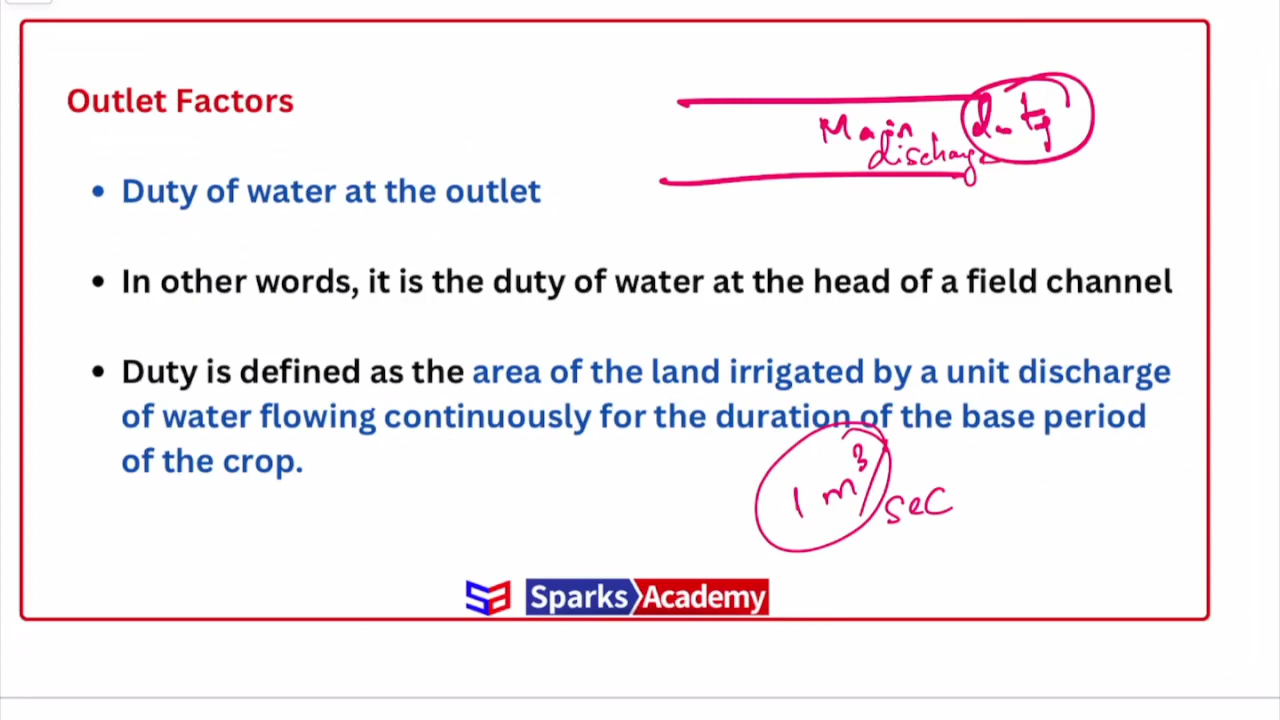 Outlet Factors
Main duty
discharge
• Duty of water at the outlet
• In other words, it is the duty of water at the head of a field channel
• Duty is defined as the area of the land irrigated by a unit discharge
of water flowing continuously for the duration of the base period
of the crop.
1 m³/sec
SA Sparks Academy